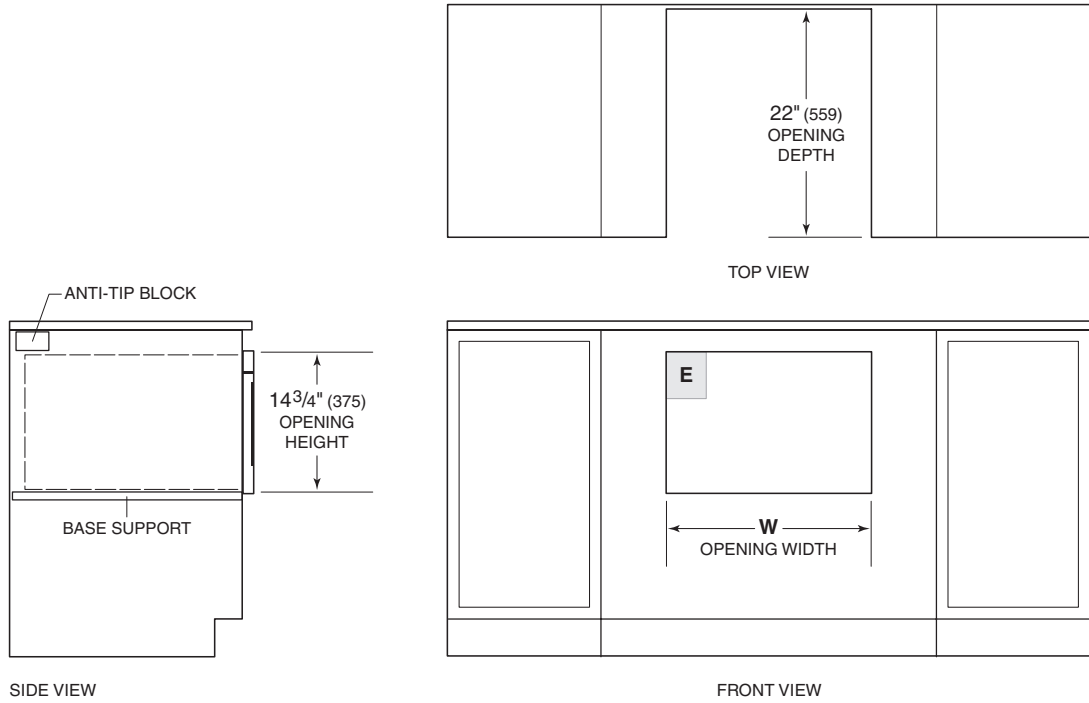 22" (559)
OPENING
DEPTH
TOP VIEW
ANTI-TIP BLOCK
14 3/4" (375)
OPENING
HEIGHT
BASE SUPPORT
SIDE VIEW
E
W
OPENING WIDTH
FRONT VIEW